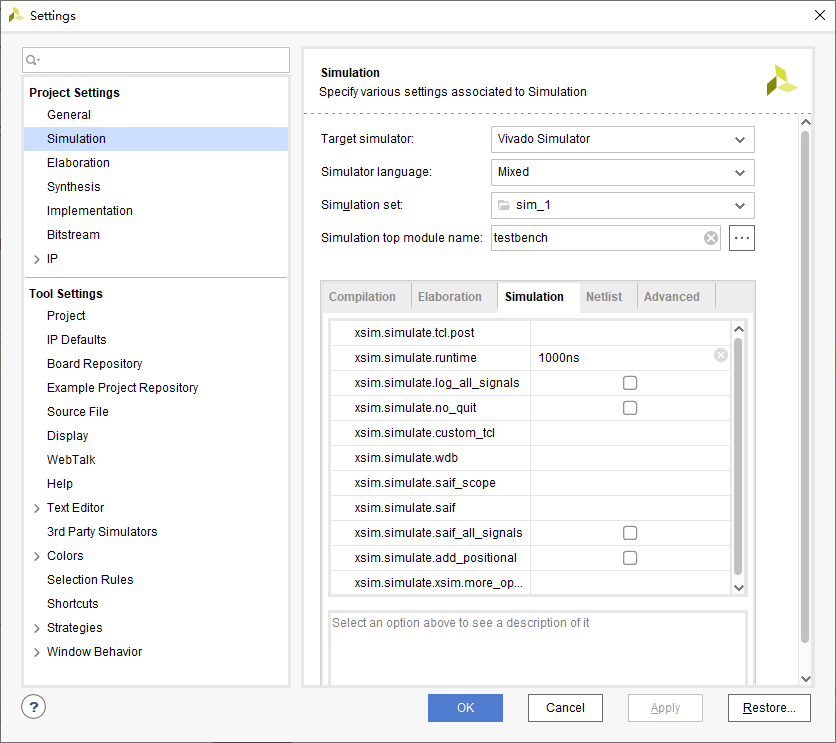 Settings
Project Settings
General
Simulation
Elaboration
Synthesis
Implementation
Bitstream
IP
Tool Settings
Project
IP Defaults
Board Repository
Example Project Repository
Source File
Display
WebTalk
Help
Text Editor
3rd Party Simulators
Colors
Selection Rules
Shortcuts
Strategies
Window Behavior
Simulation
Specify various settings associated to Simulation
Target simulator: Vivado Simulator
Simulator language: Mixed
Simulation set: sim_1
Simulation top module name: testbench ...
Compilation Elaboration Simulation Netlist Advanced
xsim.simulate.tcl.post
xsim.simulate.runtime 1000ns
xsim.simulate.log_all_signals
xsim.simulate.no_quit
xsim.simulate.custom_tcl
xsim.simulate.wdb
xsim.simulate.saif_scope
xsim.simulate.saif
xsim.simulate.saif_all_signals
xsim.simulate.add_positional
xsim.simulate.xsim.more_op...
Select an option above to see a description of it
? OK Cancel Apply Restore...